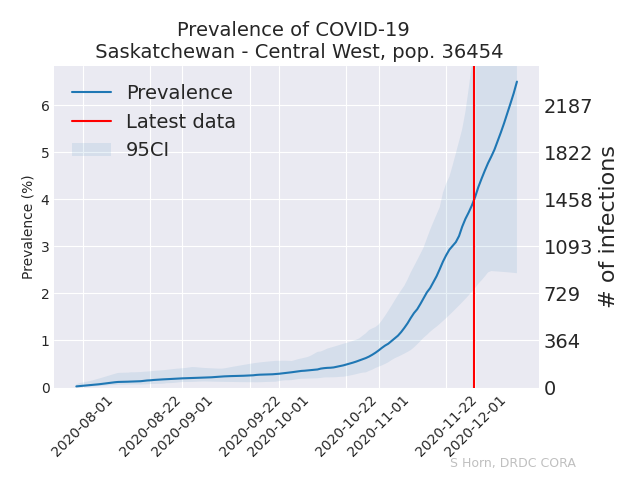 Prevalence of COVID-19
Saskatchewan - Central West, pop. 36454
Prevalence
Latest data
95CI
Prevalence (%)
6
5
4
3
2
1
0
2187
1822
1458
1093
729
364
0
# of infections
2020-08-01
2020-08-22
2020-09-01
2020-09-22
2020-10-01
2020-10-22
2020-11-01
2020-11-22
2020-12-01
S Horn, DRDC CORA